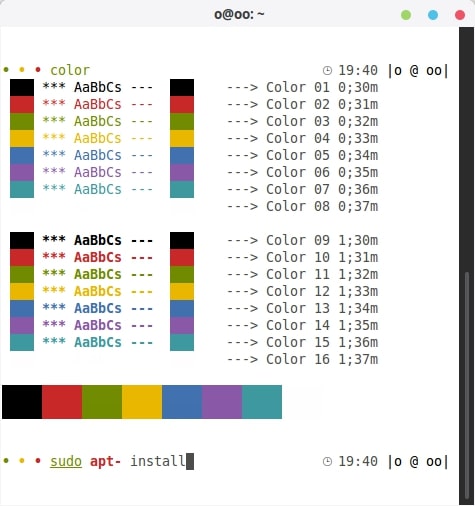 o@oo: ~
• • • color 19:40 |o @ oo|
*** AaBbCs --- ---> Color 01 0;30m
*** AaBbCs --- ---> Color 02 0;31m
*** AaBbCs --- ---> Color 03 0;32m
*** AaBbCs --- ---> Color 04 0;33m
*** AaBbCs --- ---> Color 05 0;34m
*** AaBbCs --- ---> Color 06 0;35m
*** AaBbCs --- ---> Color 07 0;36m
---> Color 08 0;37m
*** AaBbCs --- ---> Color 09 1;30m
*** AaBbCs --- ---> Color 10 1;31m
*** AaBbCs --- ---> Color 11 1;32m
*** AaBbCs --- ---> Color 12 1;33m
*** AaBbCs --- ---> Color 13 1;34m
*** AaBbCs --- ---> Color 14 1;35m
*** AaBbCs --- ---> Color 15 1;36m
---> Color 16 1;37m
• • • sudo apt- install 19:40 |o @ oo|